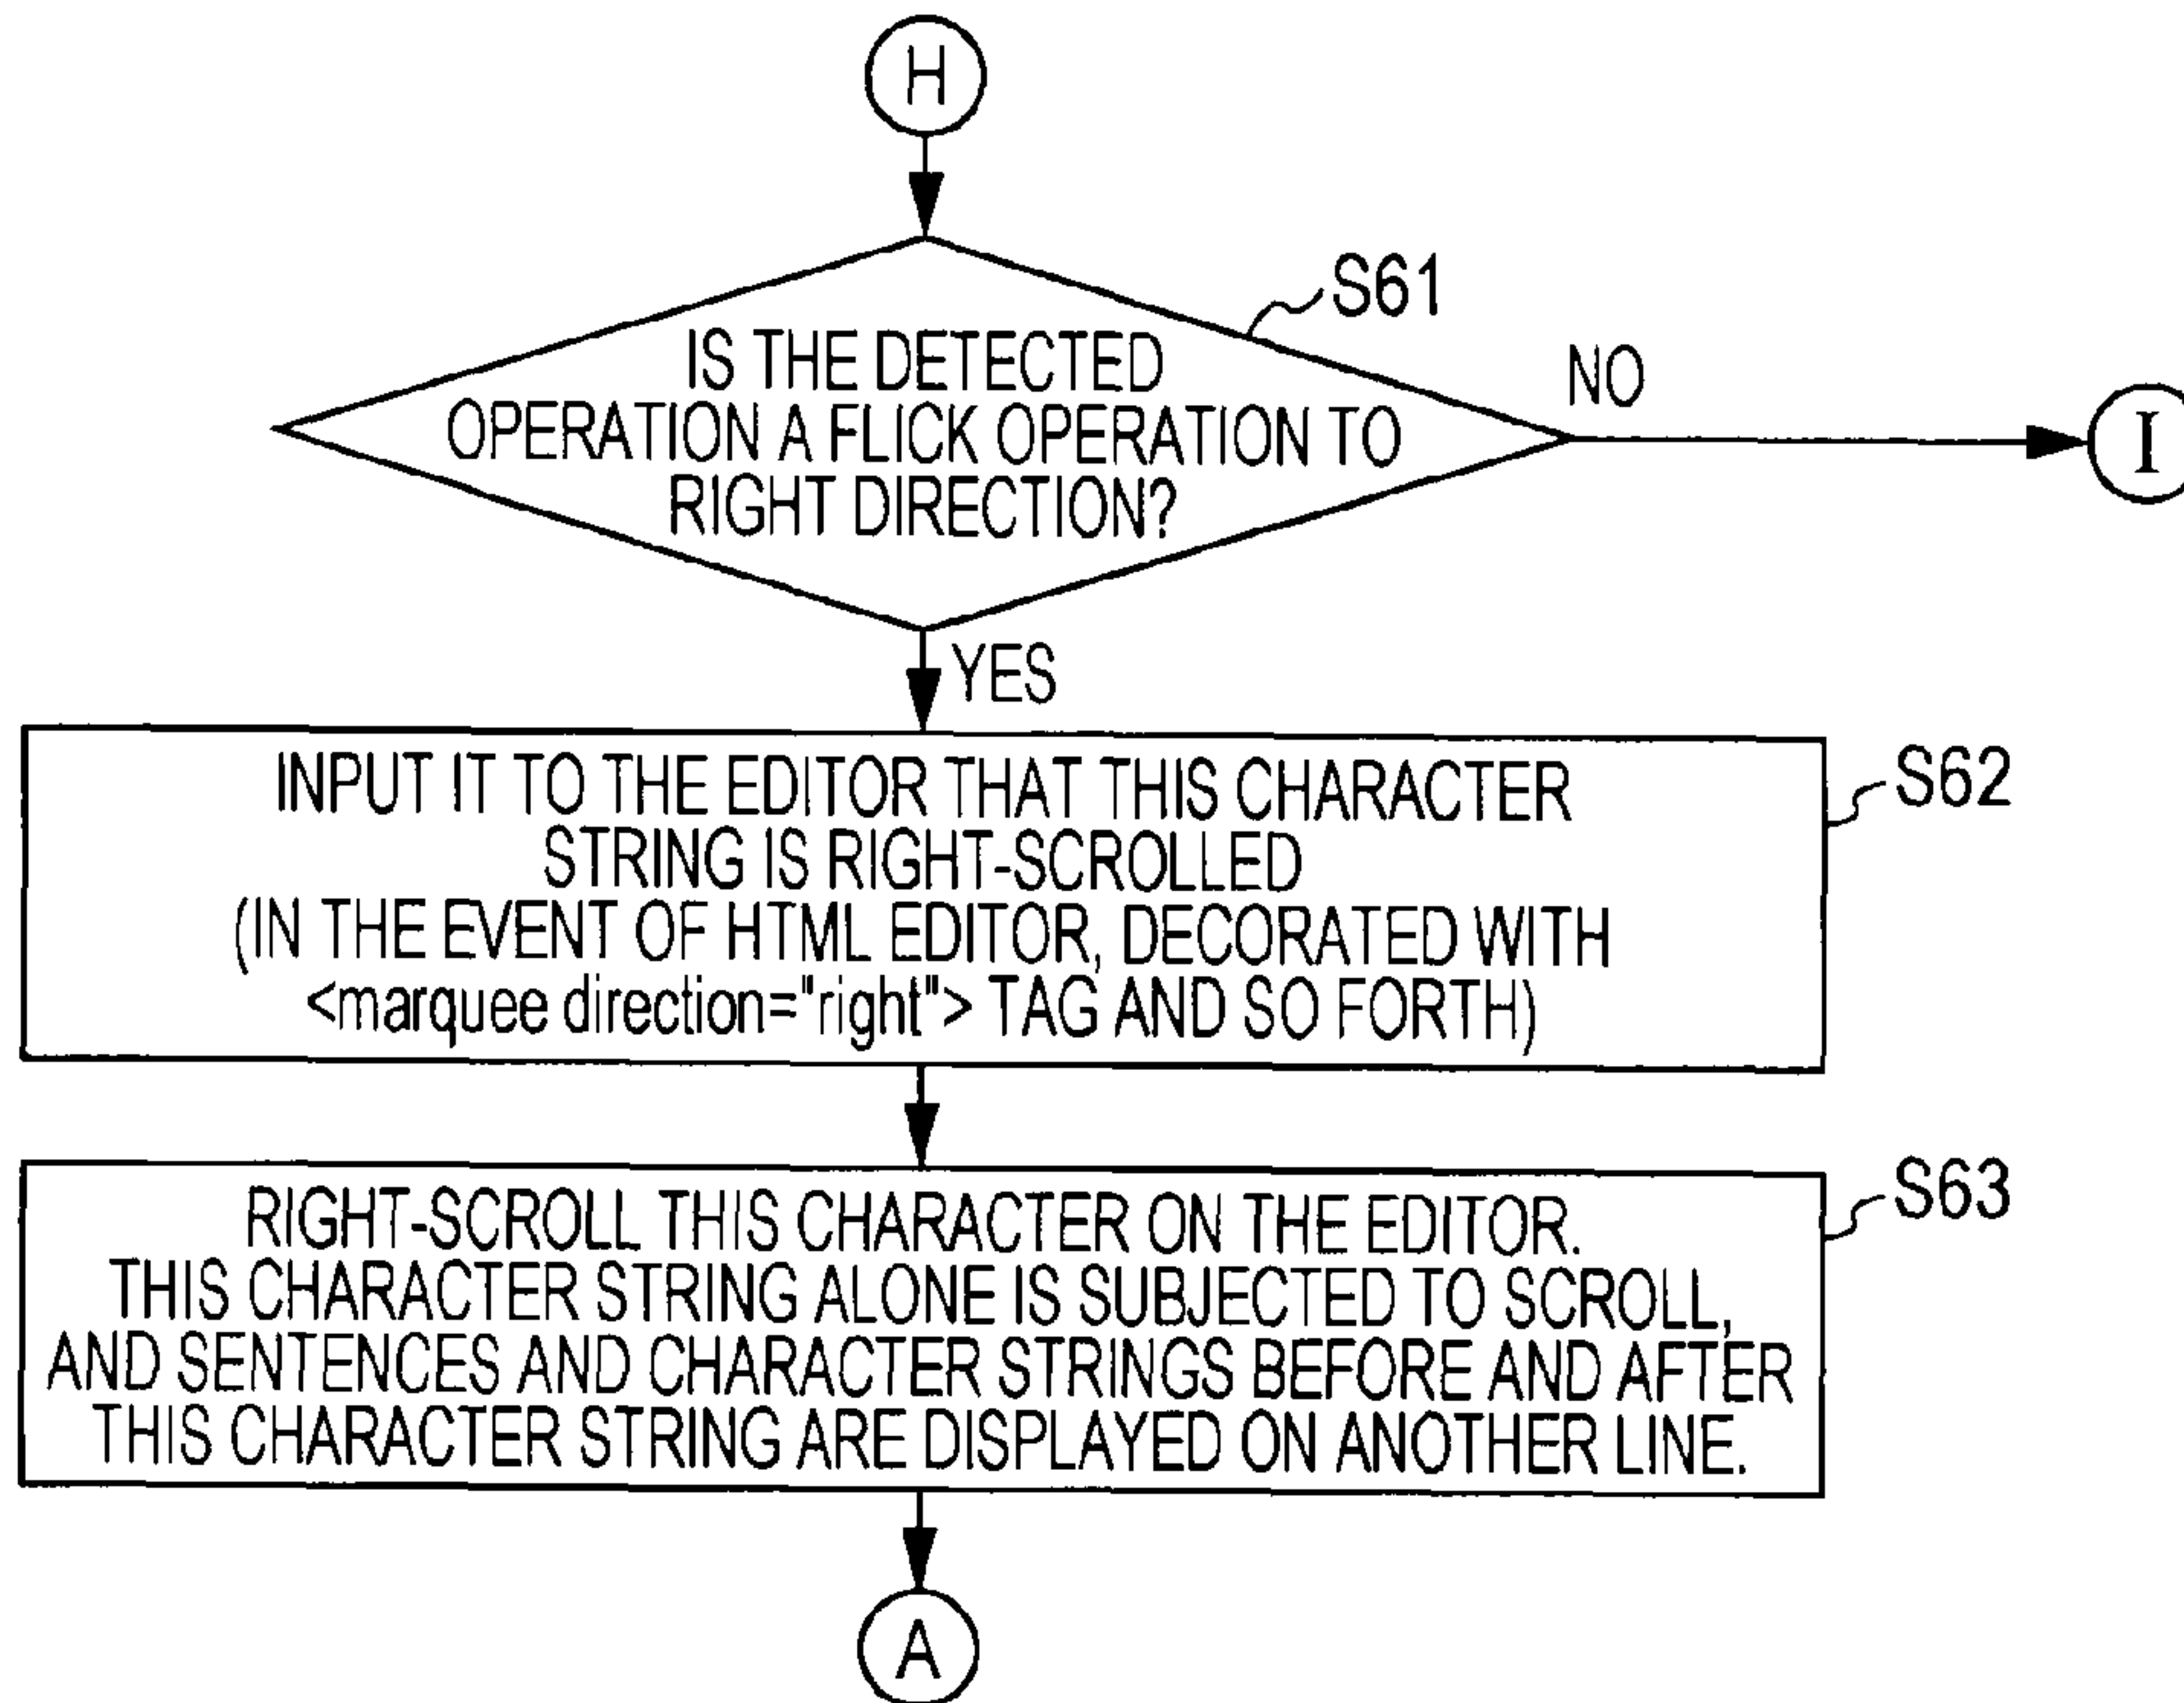 H
S61
IS THE DETECTED
OPERATION A FLICK OPERATION TO
RIGHT DIRECTION?
NO
I
YES
S62
INPUT IT TO THE EDITOR THAT THIS CHARACTER
STRING IS RIGHT-SCROLLED
(IN THE EVENT OF HTML EDITOR, DECORATED WITH
<marquee direction="right"> TAG AND SO FORTH)
S63
RIGHT-SCROLL THIS CHARACTER ON THE EDITOR.
THIS CHARACTER STRING ALONE IS SUBJECTED TO SCROLL,
AND SENTENCES AND CHARACTER STRINGS BEFORE AND AFTER
THIS CHARACTER STRING ARE DISPLAYED ON ANOTHER LINE.
A